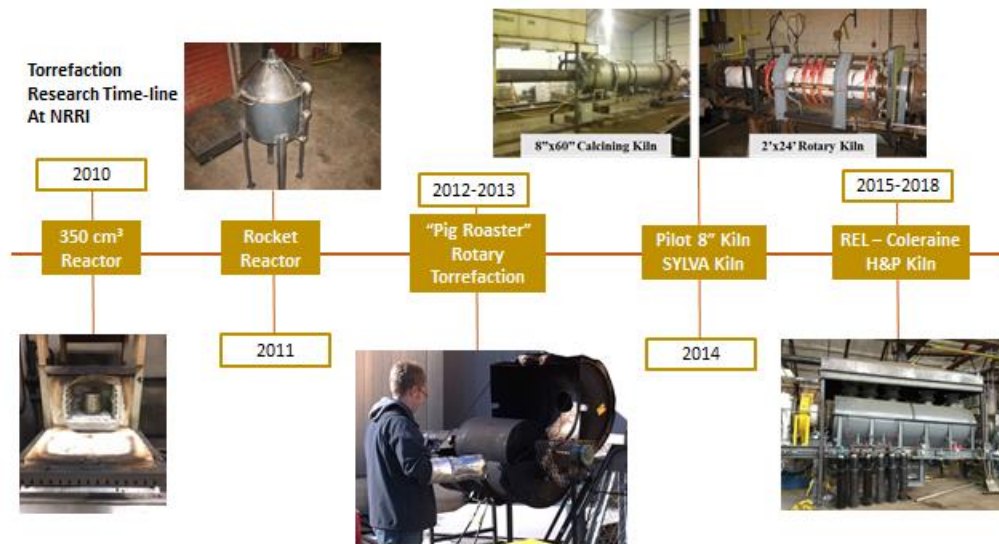 Torrefaction
Research Time-line
At NRRI
8"x60" Calcining Kiln
2'x24' Rotary Kiln
2010
2012-2013
2015-2018
350 cm³
Reactor
Rocket
Reactor
“Pig Roaster”
Rotary
Torrefaction
Pilot 8” Kiln
SYLVA Kiln
REL – Coleraine
H&P Kiln
2011
2014